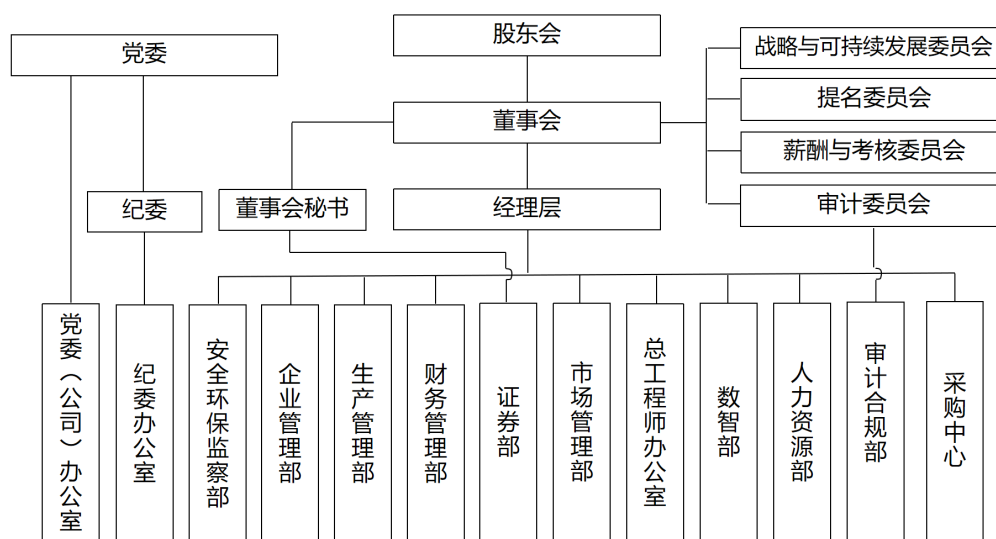 党委
股东会
战略与可持续发展委员会
提名委员会
董事会
薪酬与考核委员会
纪委
董事会秘书
经理层
审计委员会
党委（公司）办公室
纪委办公室
安全环保监察部
企业管理部
生产管理部
财务管理部
证券部
市场管理部
总工程师办公室
数智部
人力资源部
审计合规部
采购中心